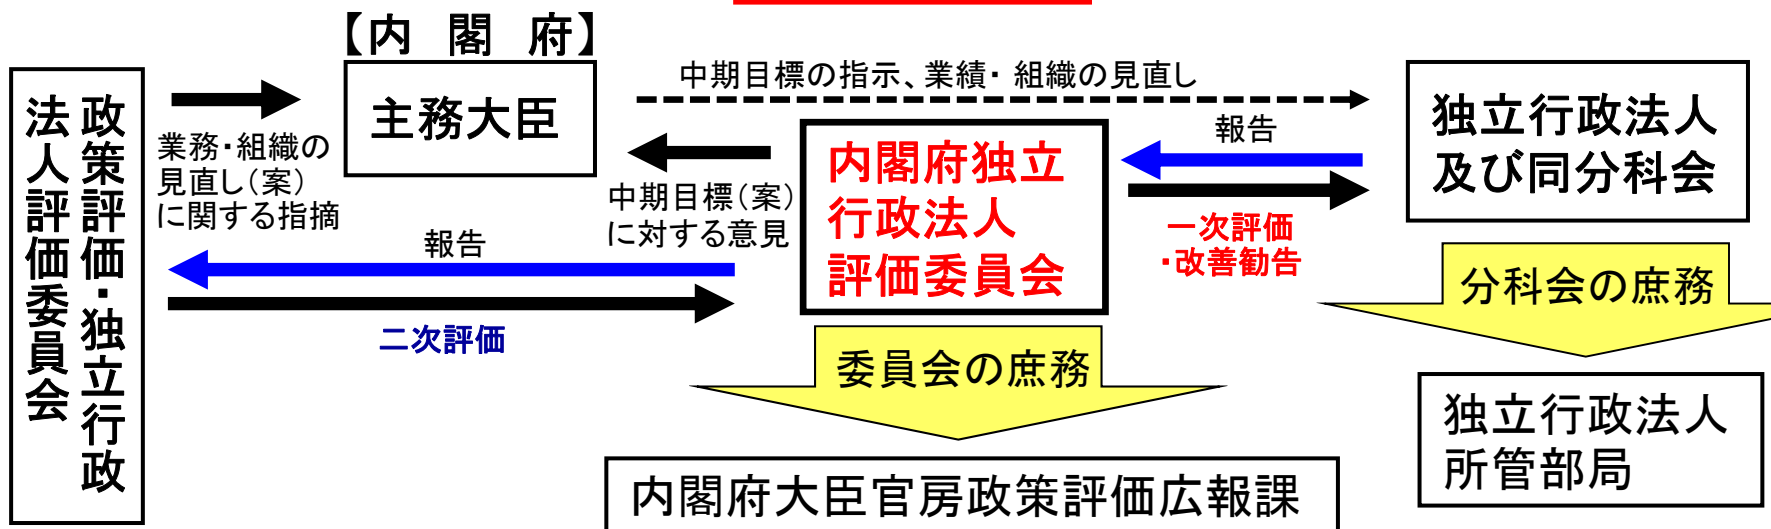 政策評価・独立行政
法人評価委員会
【内 閣 府】
主務大臣
業務・組織の
見直し(案)
に関する指摘
中期目標の指示、業績・組織の見直し
中期目標(案)
に対する意見
報告
二次評価
内閣府独立
行政法人
評価委員会
報告
一次評価
・改善勧告
独立行政法人
及び同分科会
分科会の庶務
委員会の庶務
独立行政法人
所管部局
内閣府大臣官房政策評価広報課